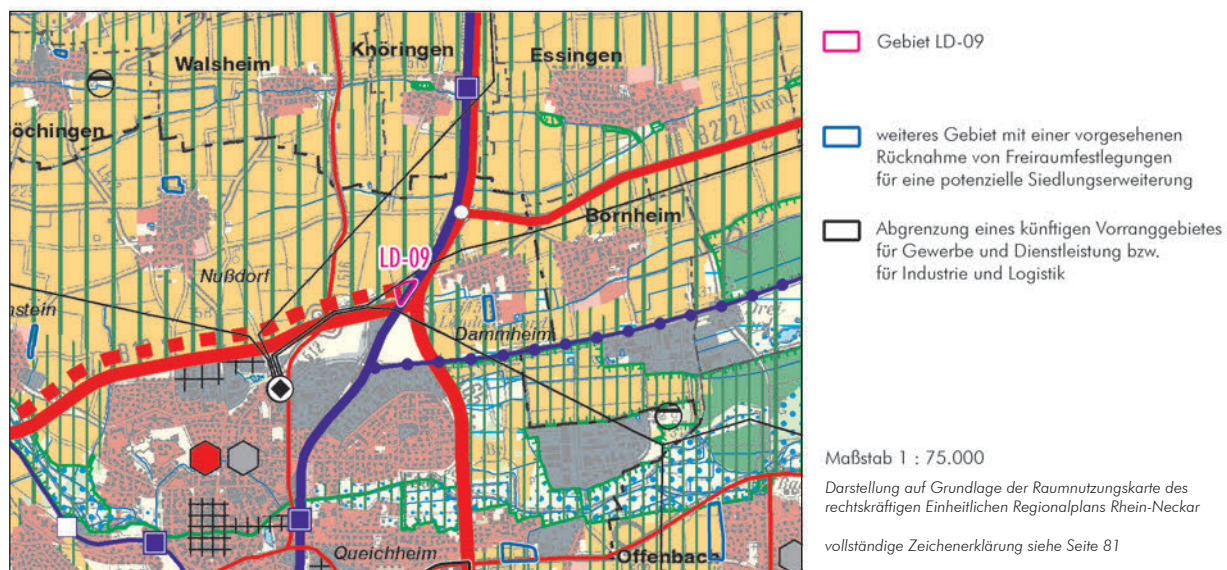 Knöringen
Essingen
Walsheim
öchingen
B 272
Bornheim
LD-09
Nußdorf
nstein
Dammheim
Drei
Queichheim
Offenbach
Gebiet LD-09
weiteres Gebiet mit einer vorgesehenen
Rücknahme von Freiraumfestlegungen
für eine potenzielle Siedlungserweiterung
Abgrenzung eines künftigen Vorranggebietes
für Gewerbe und Dienstleistung bzw.
für Industrie und Logistik
Maßstab 1 : 75.000
Darstellung auf Grundlage der Raumnutzungskarte des
rechtskräftigen Einheitlichen Regionalplans Rhein-Neckar
vollständige Zeichenerklärung siehe Seite 81